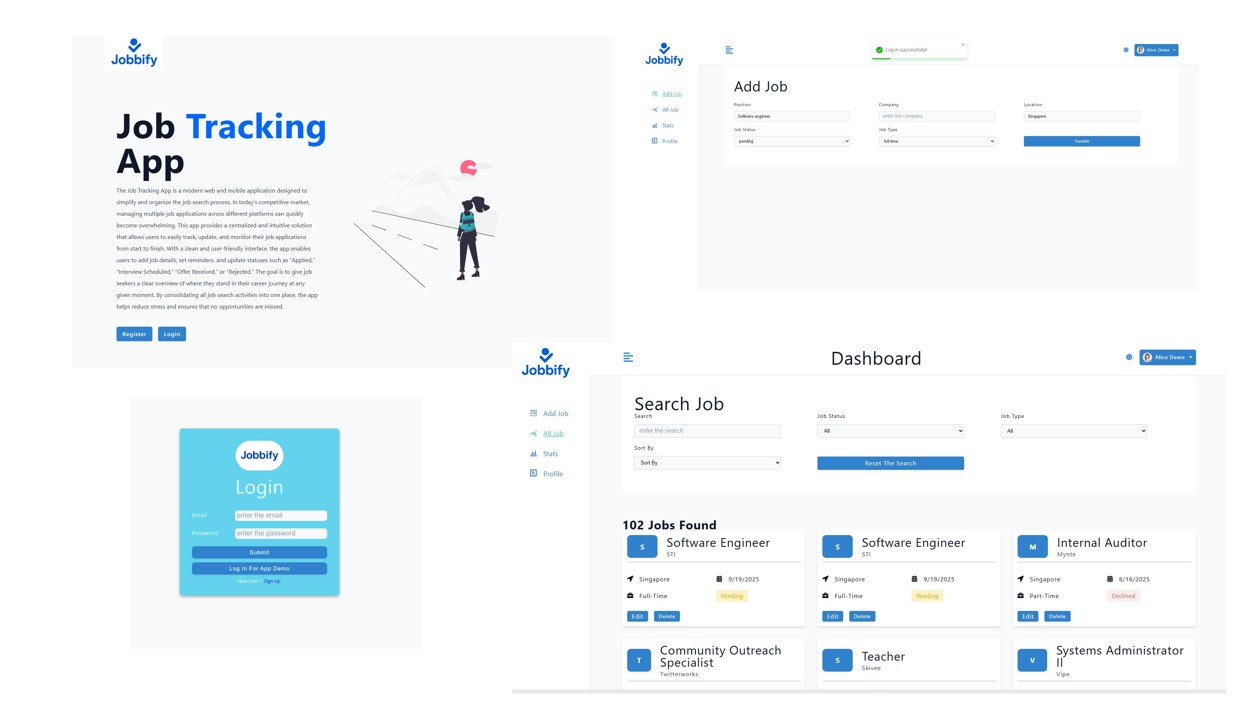 Jobbify
Job Tracking
App
The Job Tracking App is a modern web and mobile application designed to
simplify and organize the job search process. In today's competitive market,
managing multiple job applications across different platforms can quickly
become overwhelming. This app provides a centralized and intuitive solution
that allows users to easily track, update, and monitor their job applications
from start to finish. With a clean and user-friendly interface, the app enables
users to add job details, set reminders, and update statuses such as "Applied,"
"Interview Scheduled," "Offer Received," or "Rejected." The goal is to give job
seekers a clear overview of where they stand in their career journey at any
given moment. By consolidating all job search activities into one place, the app
helps reduce stress and ensures that no opportunities are missed.
Register Login
Jobbify
Log in successfully!
Alice Demo
Add Job
All Job
Stats
Profile
Add Job
Position Company Location
Software engineer enter the company Singapore
Job Status Job Type
pending full-time Sumbit
Jobbify
Login
Email enter the email
Password enter the password
Submit
Log In For App Demo
New User? Sign Up
Jobbify
Dashboard
Alice Demo
Add Job
All Job
Stats
Profile
Search Job
Search Job Status Job Type
enter the search All All
Sort By
Sort By Reset The Search
102 Jobs Found
S Software Engineer
STI
Singapore 9/19/2025
Full-Time Pending
Edit Delete
S Software Engineer
STI
Singapore 9/19/2025
Full-Time Pending
Edit Delete
M Internal Auditor
Mynte
Singapore 8/16/2025
Part-Time Declined
Edit Delete
T Community Outreach
Specialist
Twitterworks
S Teacher
Skivee
V Systems Administrator
II
Vipe